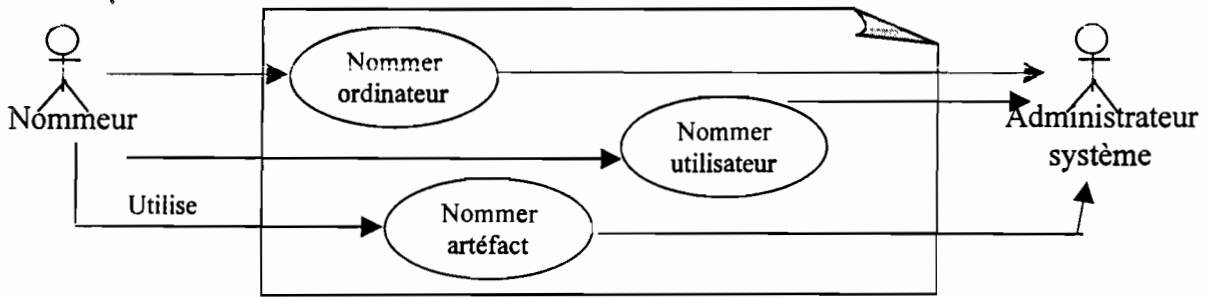 Nommeur
Nommer
ordinateur
Nommer
utilisateur
Utilise
Nommer
artéfact
Administrateur
système